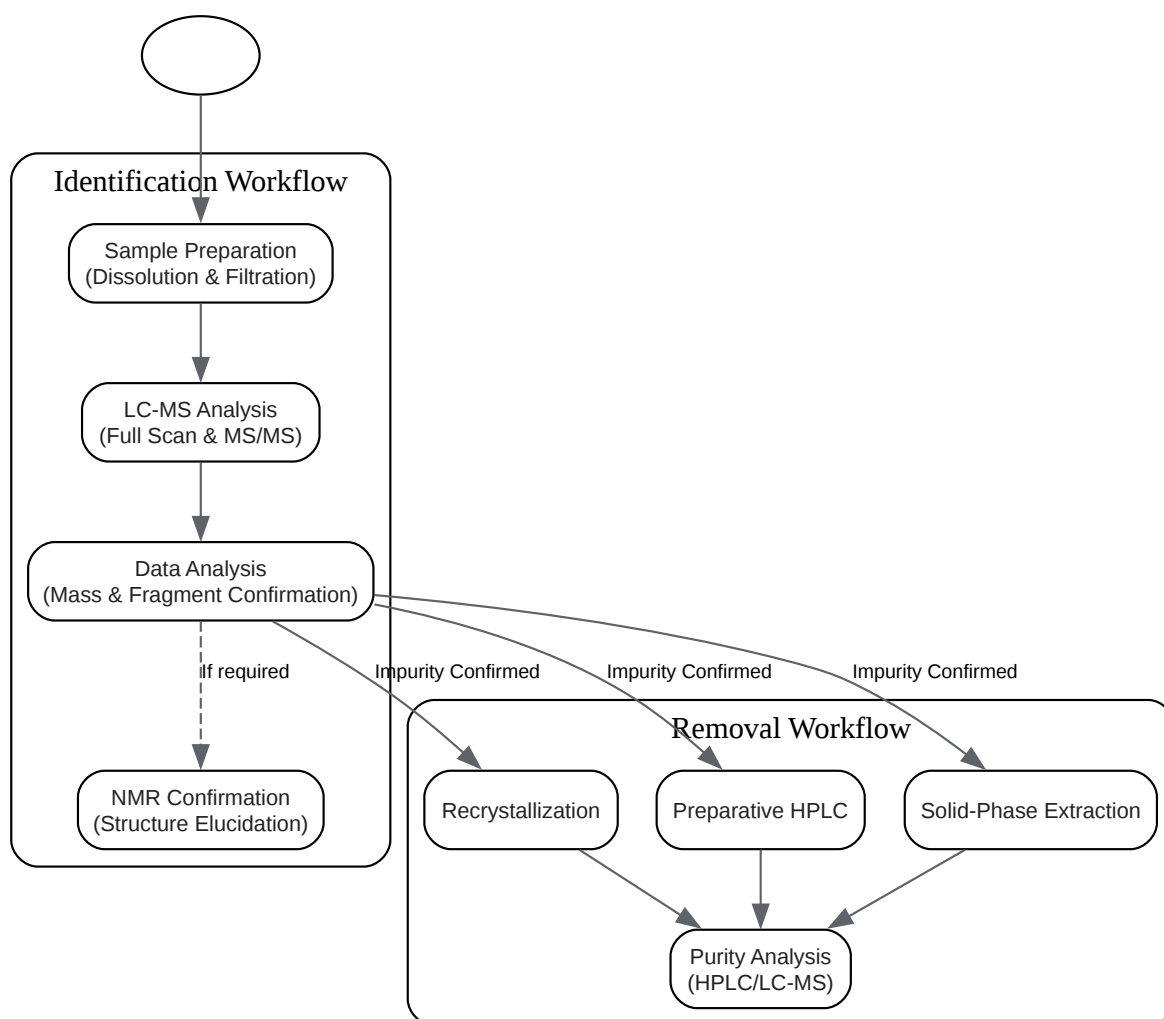 Identification Workflow
Sample Preparation
(Dissolution & Filtration)
LC-MS Analysis
(Full Scan & MS/MS)
Data Analysis
(Mass & Fragment Confirmation)
If required
Impurity Confirmed
Impurity Confirmed
Impurity Confirmed
Removal Workflow
NMR Confirmation
(Structure Elucidation)
Recrystallization
Preparative HPLC
Solid-Phase Extraction
Purity Analysis
(HPLC/LC-MS)